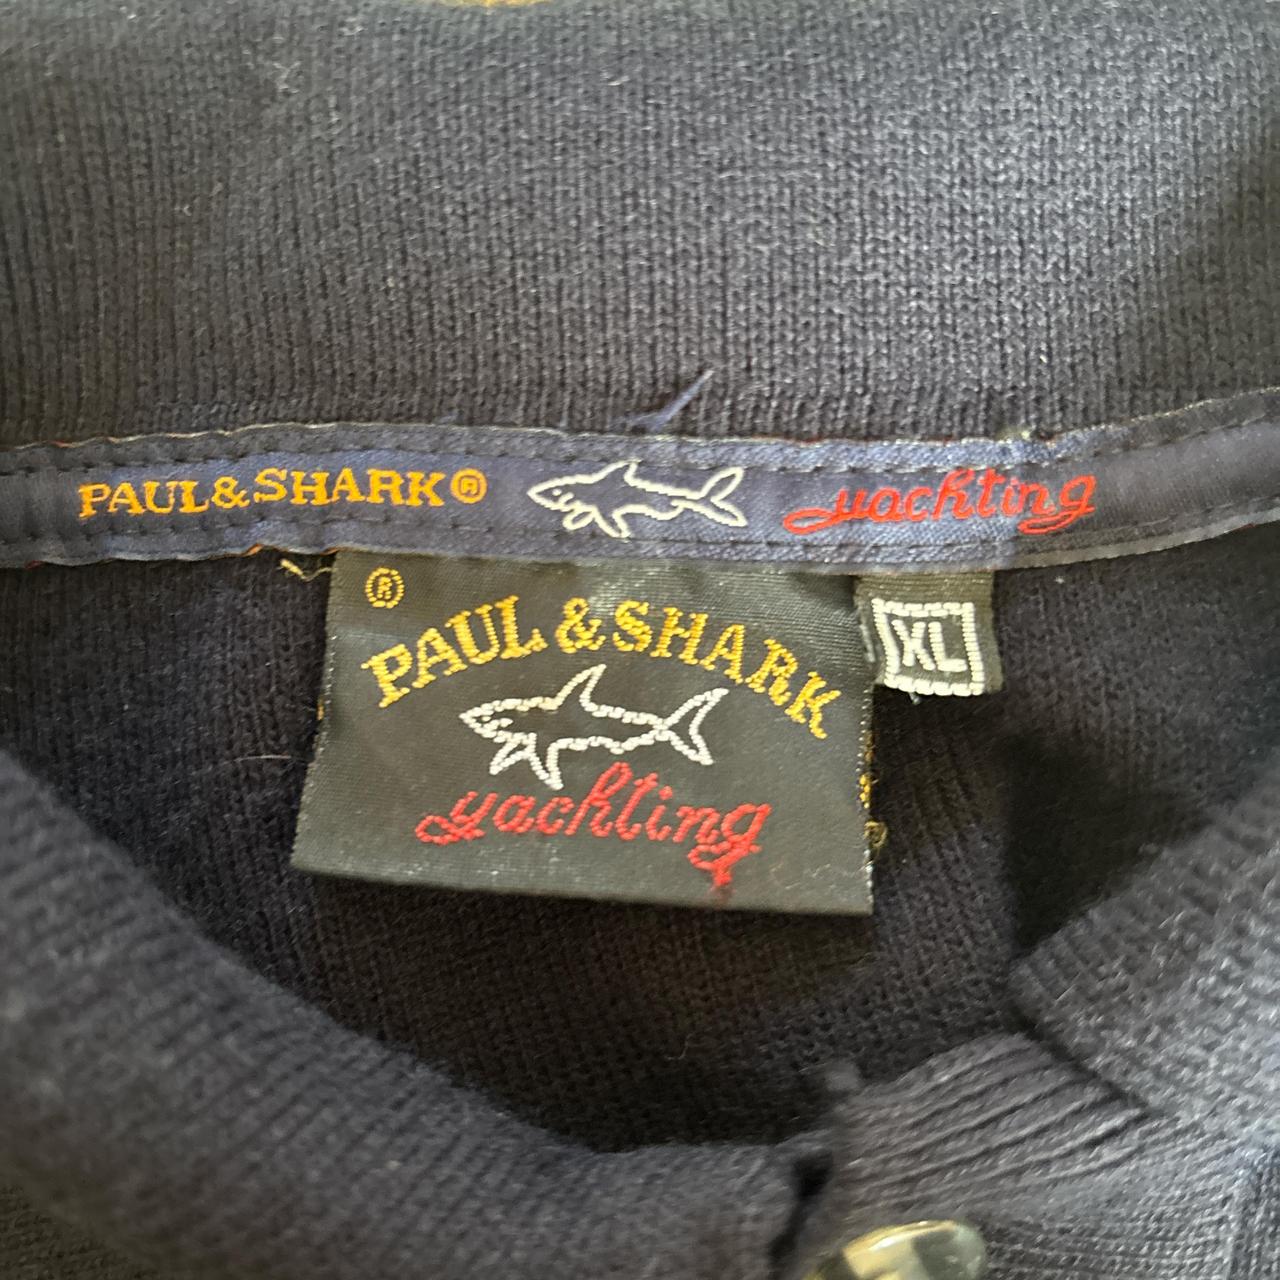 PAUL&SHARK® yachting
®
PAUL & SHARK
yachting
XL